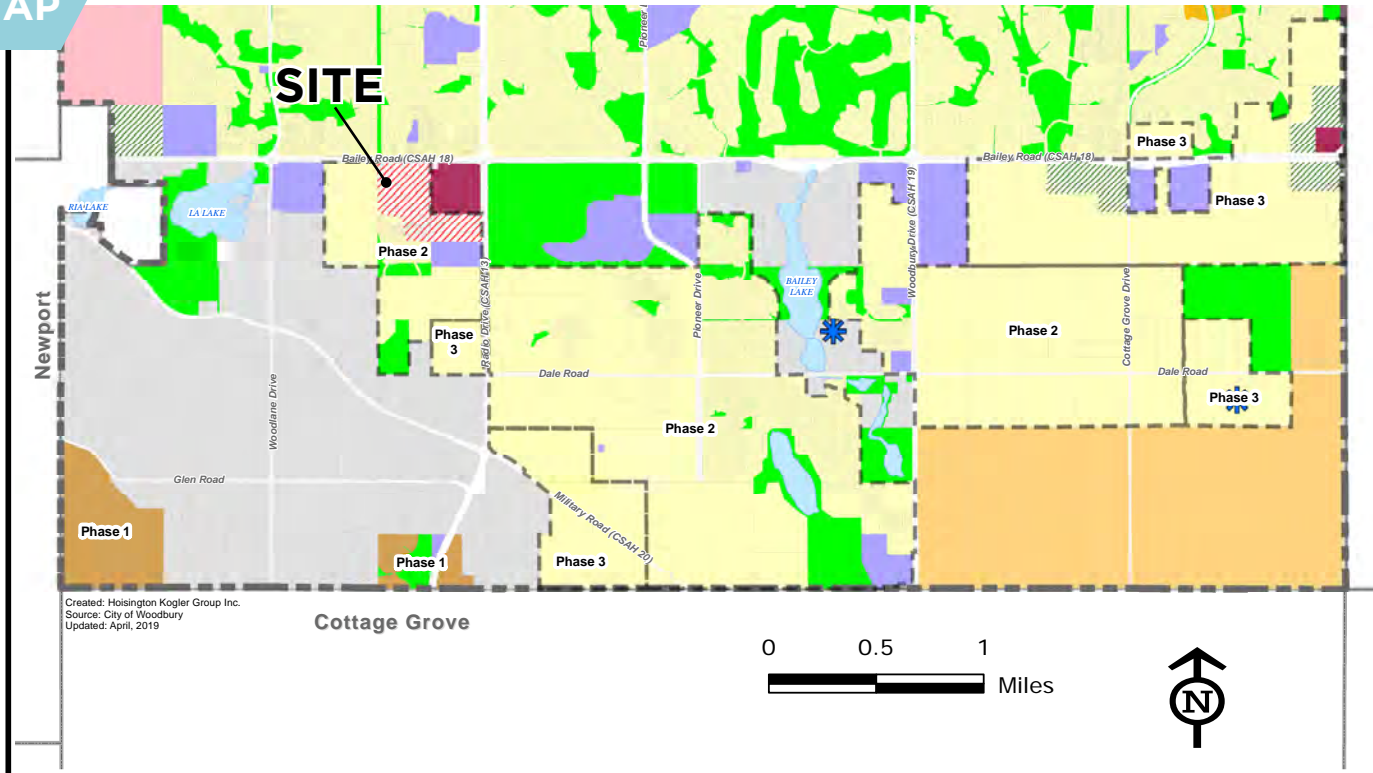 AP
Pioneer
SITE
Bailey Road (CSAH 18)
Bailey Road (CSAH 18)
Phase 3
RIA LAKE
LA LAKE
Woodbury Drive (CSAH 19)
Phase 3
Phase 2
Newport
Radio Drive (CSAH 13)
Pioneer Drive
BAILEY
LAKE
Cottage Grove Drive
Phase
3
Phase 2
Dale Road
Dale Road
Woodlane Drive
Phase 3
Phase 2
Glen Road
Military Road (CSAH 20)
Phase 1
Phase 1
Phase 3
Created: Hoisington Kogler Group Inc.
Source: City of Woodbury
Updated: April, 2019
Cottage Grove
0 0.5 1
Miles
N